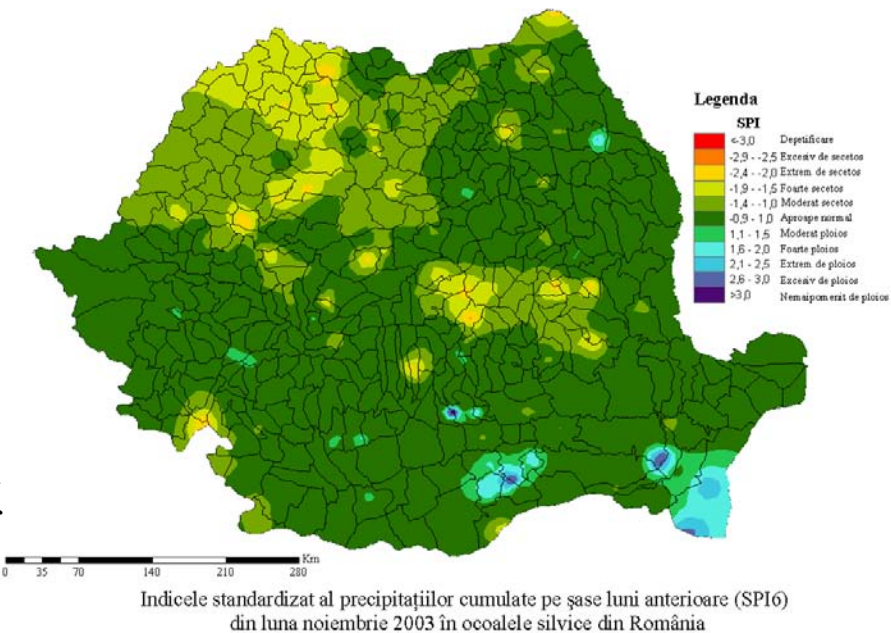 Legenda
SPI
<-3,0 Depetificare
-2,9 - -2,5 Excesiv de secetos
-2,4 - -2,0 Extrem de secetos
-1,9 - -1,5 Foarte secetos
-1,4 - -1,0 Moderat secetos
-0,9 - 1,0 Aproape normal
1,1 - 1,5 Moderat ploios
1,6 - 2,0 Foarte ploios
2,1 - 2,5 Extrem de ploios
2,6 - 3,0 Excesiv de ploios
>3,0 Nemaipomenit de ploios
Km
0 35 70 140 210 280
Indicele standardizat al precipitațiilor cumulate pe șase luni anterioare (SPI6)
din luna noiembrie 2003 în ocoalele silvice din România